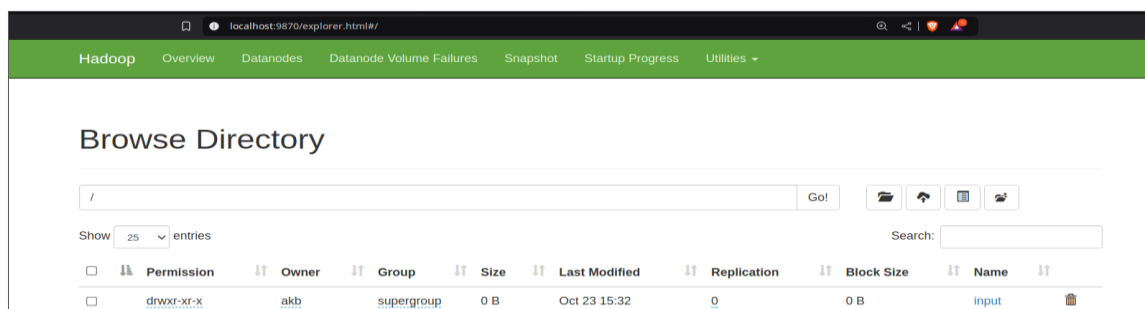 localhost:9870/explorer.html#/
Hadoop Overview Datanodes Datanode Volume Failures Snapshot Startup Progress Utilities
Browse Directory
/ Go!
Show 25 entries Search:
Permission Owner Group Size Last Modified Replication Block Size Name
drwxr-xr-x akb supergroup 0 B Oct 23 15:32 0 0 B input